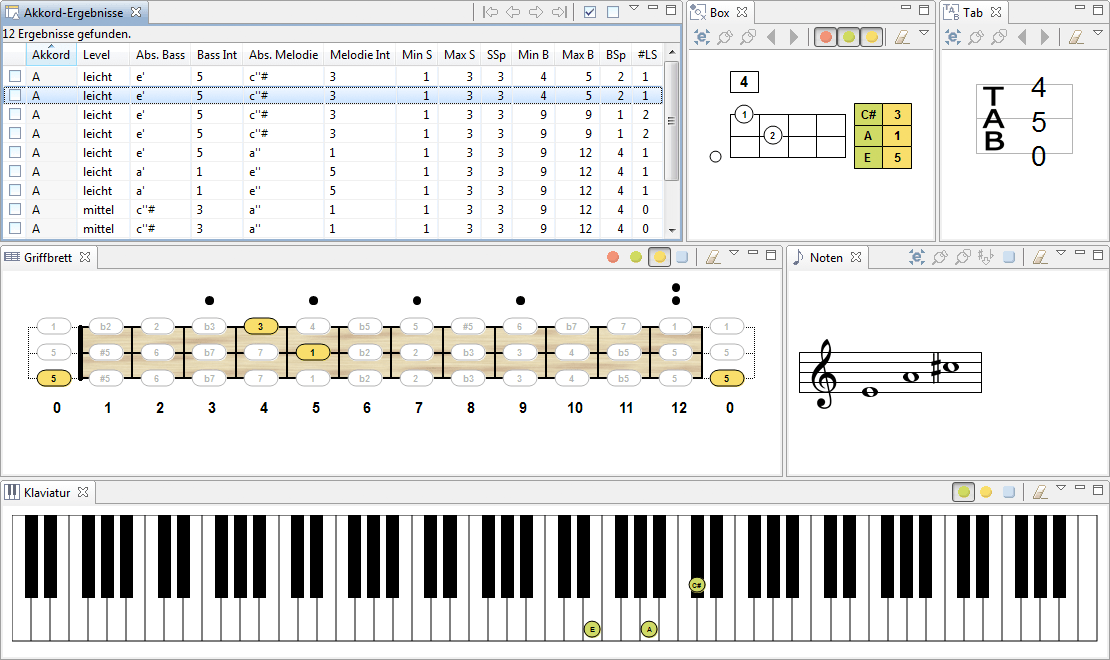 Akkord-Ergebnisse
12 Ergebnisse gefunden.
Akkord Level Abs. Bass Bass Int Abs. Melodie Melodie Int Min S Max S SSp Min B Max B BSp #LS
A leicht e' 5 c''# 3 1 3 3 4 5 2 1
A leicht e' 5 c''# 3 1 3 3 4 5 2 1
A leicht e' 5 c''# 3 1 3 3 9 9 1 2
A leicht e' 5 c''# 3 1 3 3 9 9 1 2
A leicht e' 5 a'' 1 1 3 3 9 12 4 1
A leicht a' 1 e'' 5 1 3 3 9 12 4 1
A leicht a' 1 e'' 5 1 3 3 9 12 4 1
A mittel c''# 3 a'' 1 1 3 3 9 12 4 0
A mittel c''# 3 a'' 1 1 3 3 9 12 4 0
Box
4
1
2
C# 3
A 1
E 5
Tab
T 4
A 5
B 0
Griffbrett
1 b2 2 b3 3 4 b5 5 #5 6 b7 7 1 1
5 #5 6 b7 7 1 b2 2 b3 3 4 b5 5 5
5 #5 6 b7 7 1 b2 2 b3 3 4 b5 5 5
0 1 2 3 4 5 6 7 8 9 10 11 12 0
Noten
Klaviatur
C#
E A